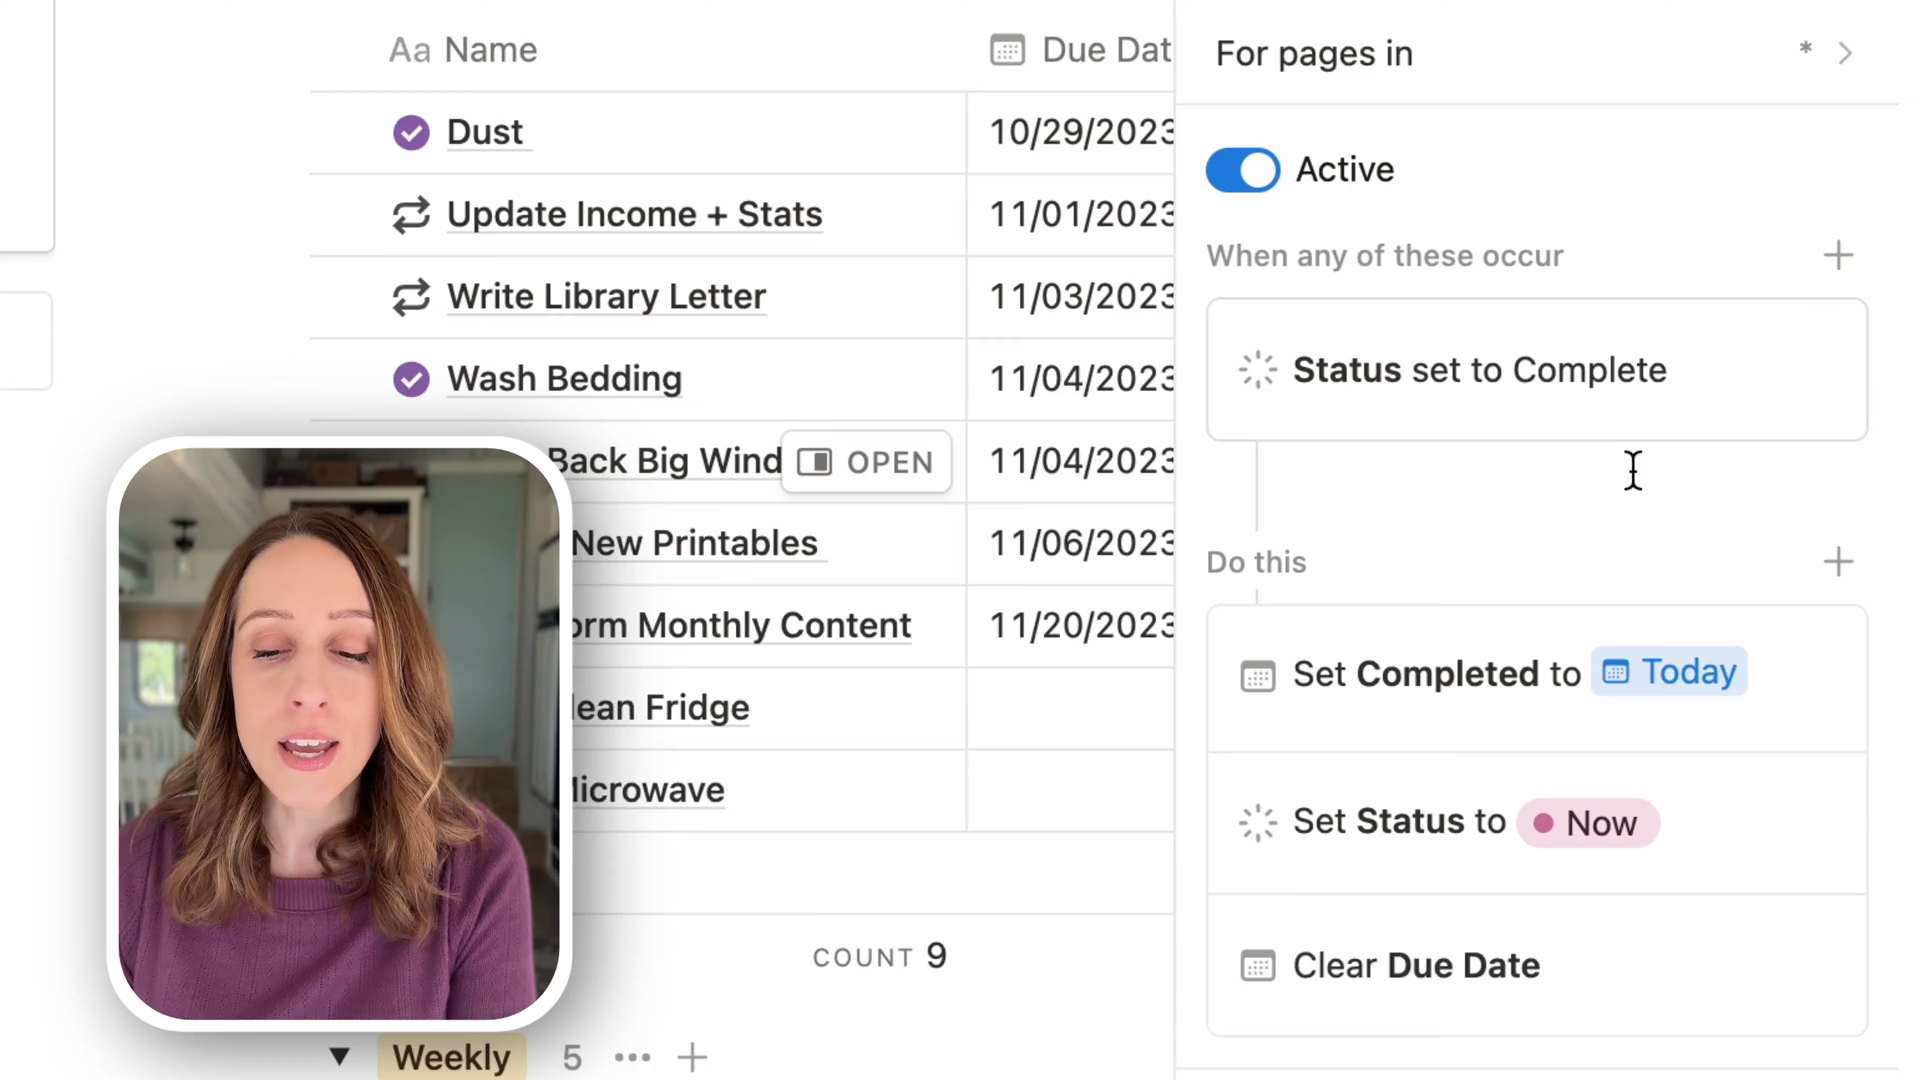 Aa Name
Due Dat
Dust
10/29/2023
Update Income + Stats
11/01/2023
Write Library Letter
11/03/2023
Wash Bedding
11/04/2023
Back Big Wind
OPEN
11/04/2023
New Printables
11/06/2023
orm Monthly Content
11/20/2023
lean Fridge
Microwave
COUNT 9
Weekly 5 ••• +
For pages in
* >
Active
When any of these occur +
Status set to Complete
Do this +
Set Completed to Today
Set Status to Now
Clear Due Date